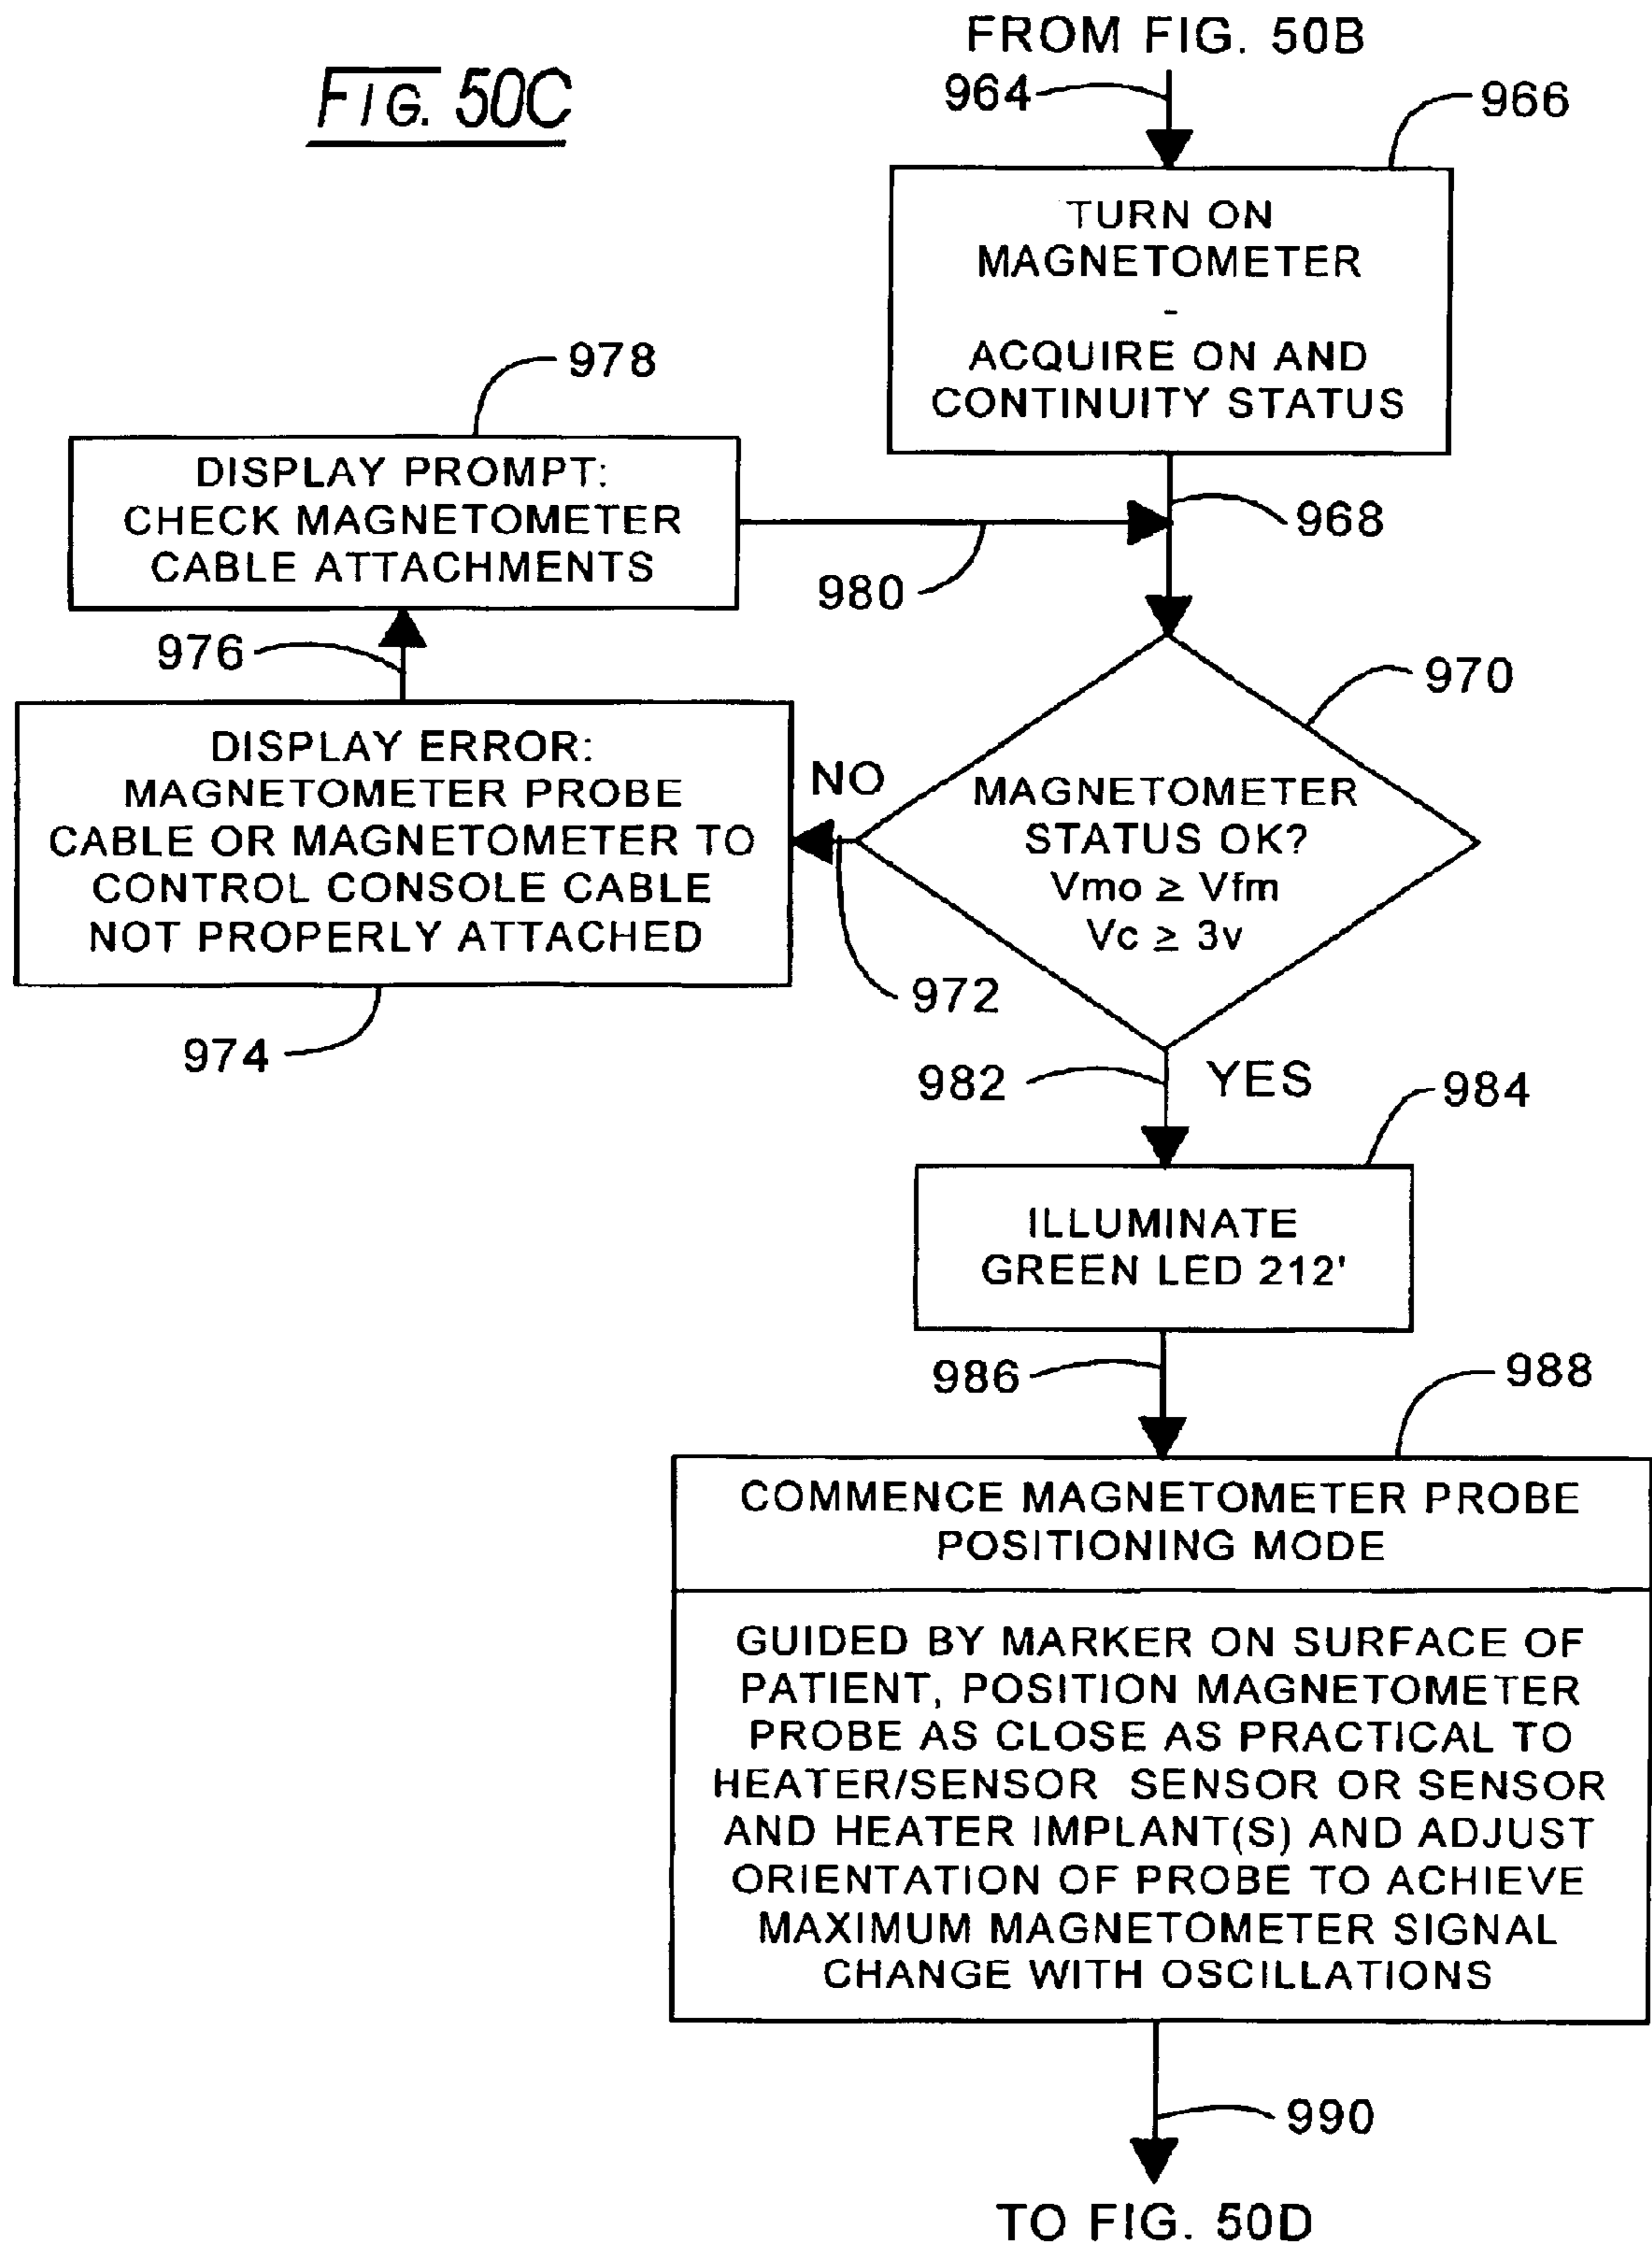 FIG. 50C
FROM FIG. 50B
964
966
TURN ON
MAGNETOMETER
-
ACQUIRE ON AND
CONTINUITY STATUS
968
978
DISPLAY PROMPT:
CHECK MAGNETOMETER
CABLE ATTACHMENTS
980
976
970
DISPLAY ERROR:
MAGNETOMETER PROBE
CABLE OR MAGNETOMETER TO
CONTROL CONSOLE CABLE
NOT PROPERLY ATTACHED
974
NO
972
MAGNETOMETER
STATUS OK?
Vmo ≥ Vfm
Vc ≥ 3v
982
YES
984
ILLUMINATE
GREEN LED 212'
986
988
COMMENCE MAGNETOMETER PROBE
POSITIONING MODE
GUIDED BY MARKER ON SURFACE OF
PATIENT, POSITION MAGNETOMETER
PROBE AS CLOSE AS PRACTICAL TO
HEATER/SENSOR SENSOR OR SENSOR
AND HEATER IMPLANT(S) AND ADJUST
ORIENTATION OF PROBE TO ACHIEVE
MAXIMUM MAGNETOMETER SIGNAL
CHANGE WITH OSCILLATIONS
990
TO FIG. 50D